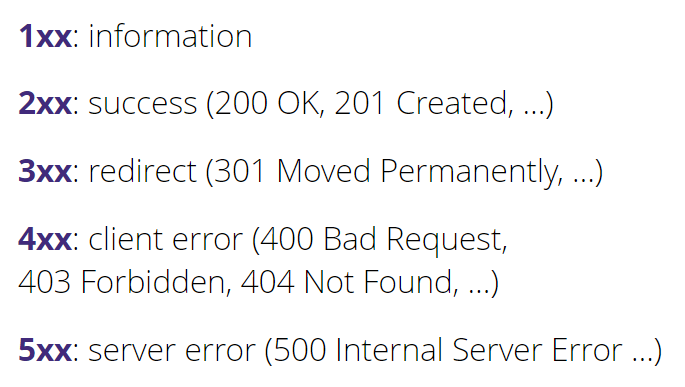 1xx: information
2xx: success (200 OK, 201 Created, ...)
3xx: redirect (301 Moved Permanently, ...)
4xx: client error (400 Bad Request,
403 Forbidden, 404 Not Found, ...)
5xx: server error (500 Internal Server Error ...)